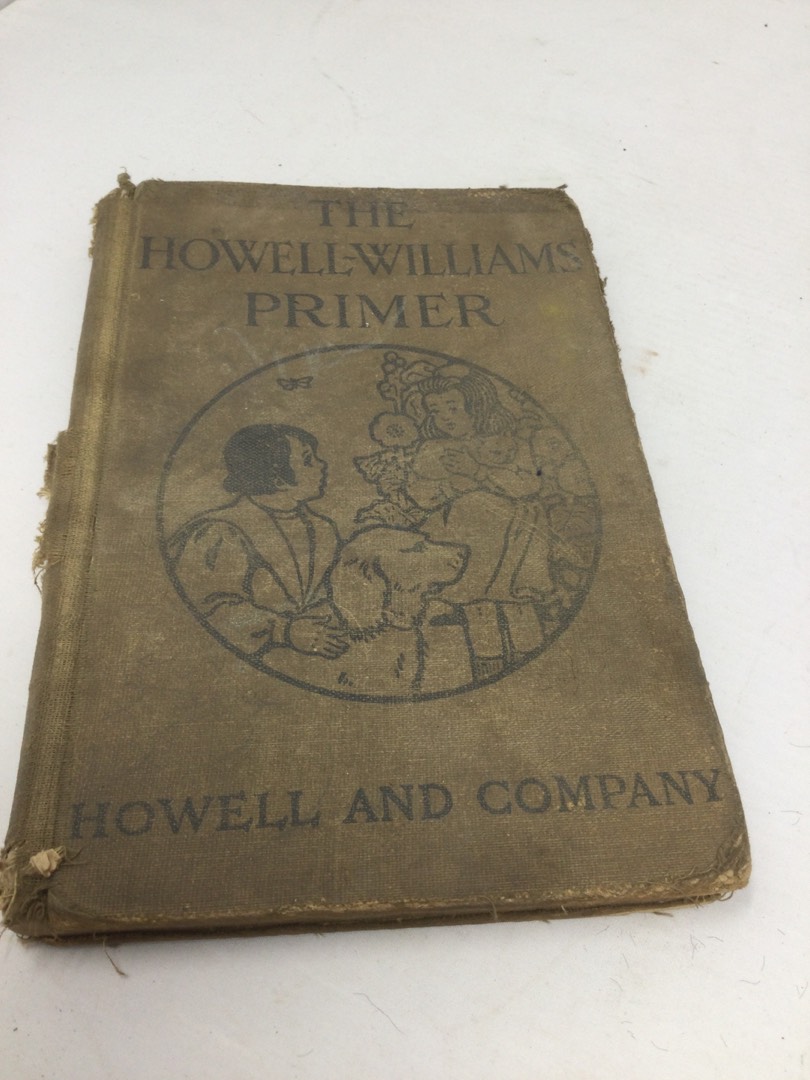 THE
HOWELL-WILLIAMS
PRIMER
HOWELL AND COMPANY